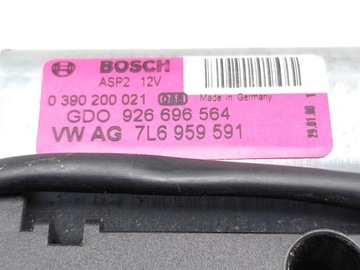 BOSCH
ASP2 12V
0 390 200 021 Made in Germany
GDO 926 696 564
VW AG 7L6 959 591